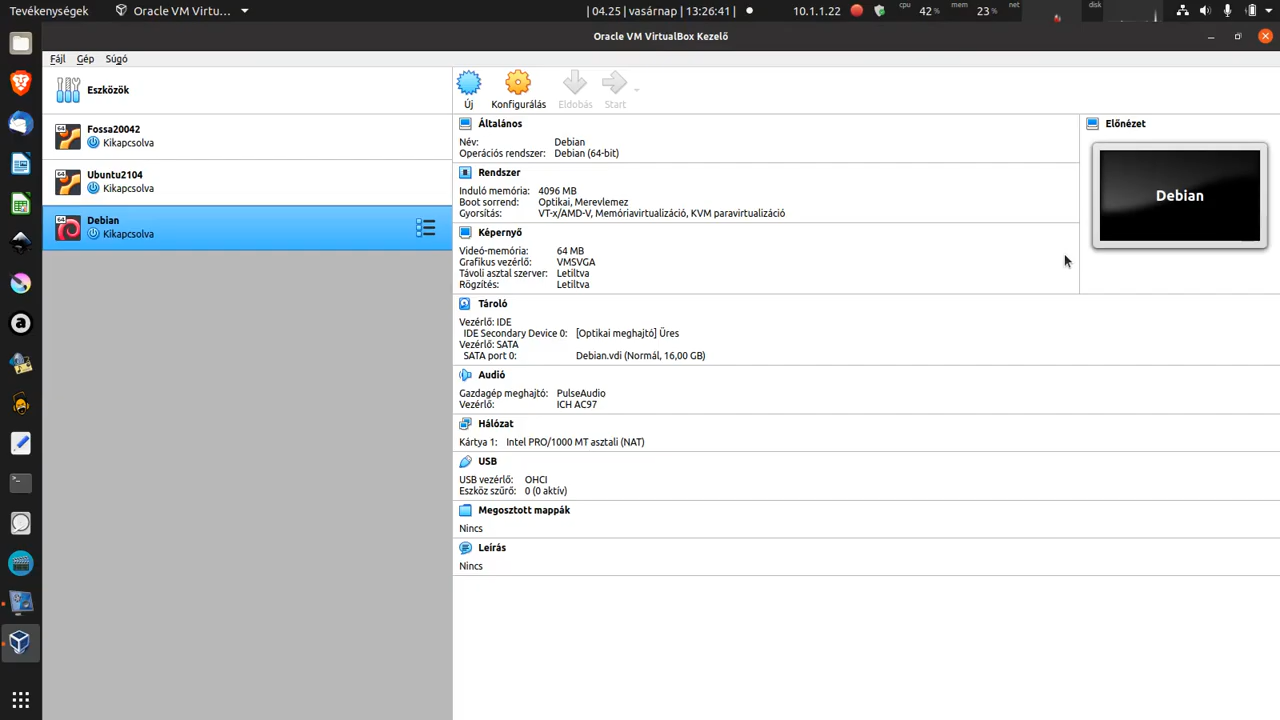 Tevékenységek Oracle VM Virtu... | 04.25 | vasárnap | 13:26:41 | 10.1.1.22 cpu 42% mem 23% net disk
Oracle VM VirtualBox Kezelő
Fájl Gép Súgó
Eszközök
Új Konfigurálás Eldobás Start
64 Fossa20042
Kikapcsolva
64 Ubuntu2104
Kikapcsolva
64 Debian
Kikapcsolva
Általános
Név: Debian
Operációs rendszer: Debian (64-bit)
Rendszer
Induló memória: 4096 MB
Boot sorrend: Optikai, Merevlemez
Gyorsítás: VT-x/AMD-V, Memóriavirtualizáció, KVM paravirtualizáció
Képernyő
Videó-memória: 64 MB
Grafikus vezérlő: VMSVGA
Távoli asztal szerver: Letiltva
Rögzítés: Letiltva
Előnézet
Debian
Tároló
Vezérlő: IDE
IDE Secondary Device 0: [Optikai meghajtó] Üres
Vezérlő: SATA
SATA port 0: Debian.vdi (Normál, 16,00 GB)
Audió
Gazdagép meghajtó: PulseAudio
Vezérlő: ICH AC97
Hálózat
Kártya 1: Intel PRO/1000 MT asztali (NAT)
USB
USB vezérlő: OHCI
Eszköz szűrő: 0 (0 aktív)
Megosztott mappák
Nincs
Leírás
Nincs